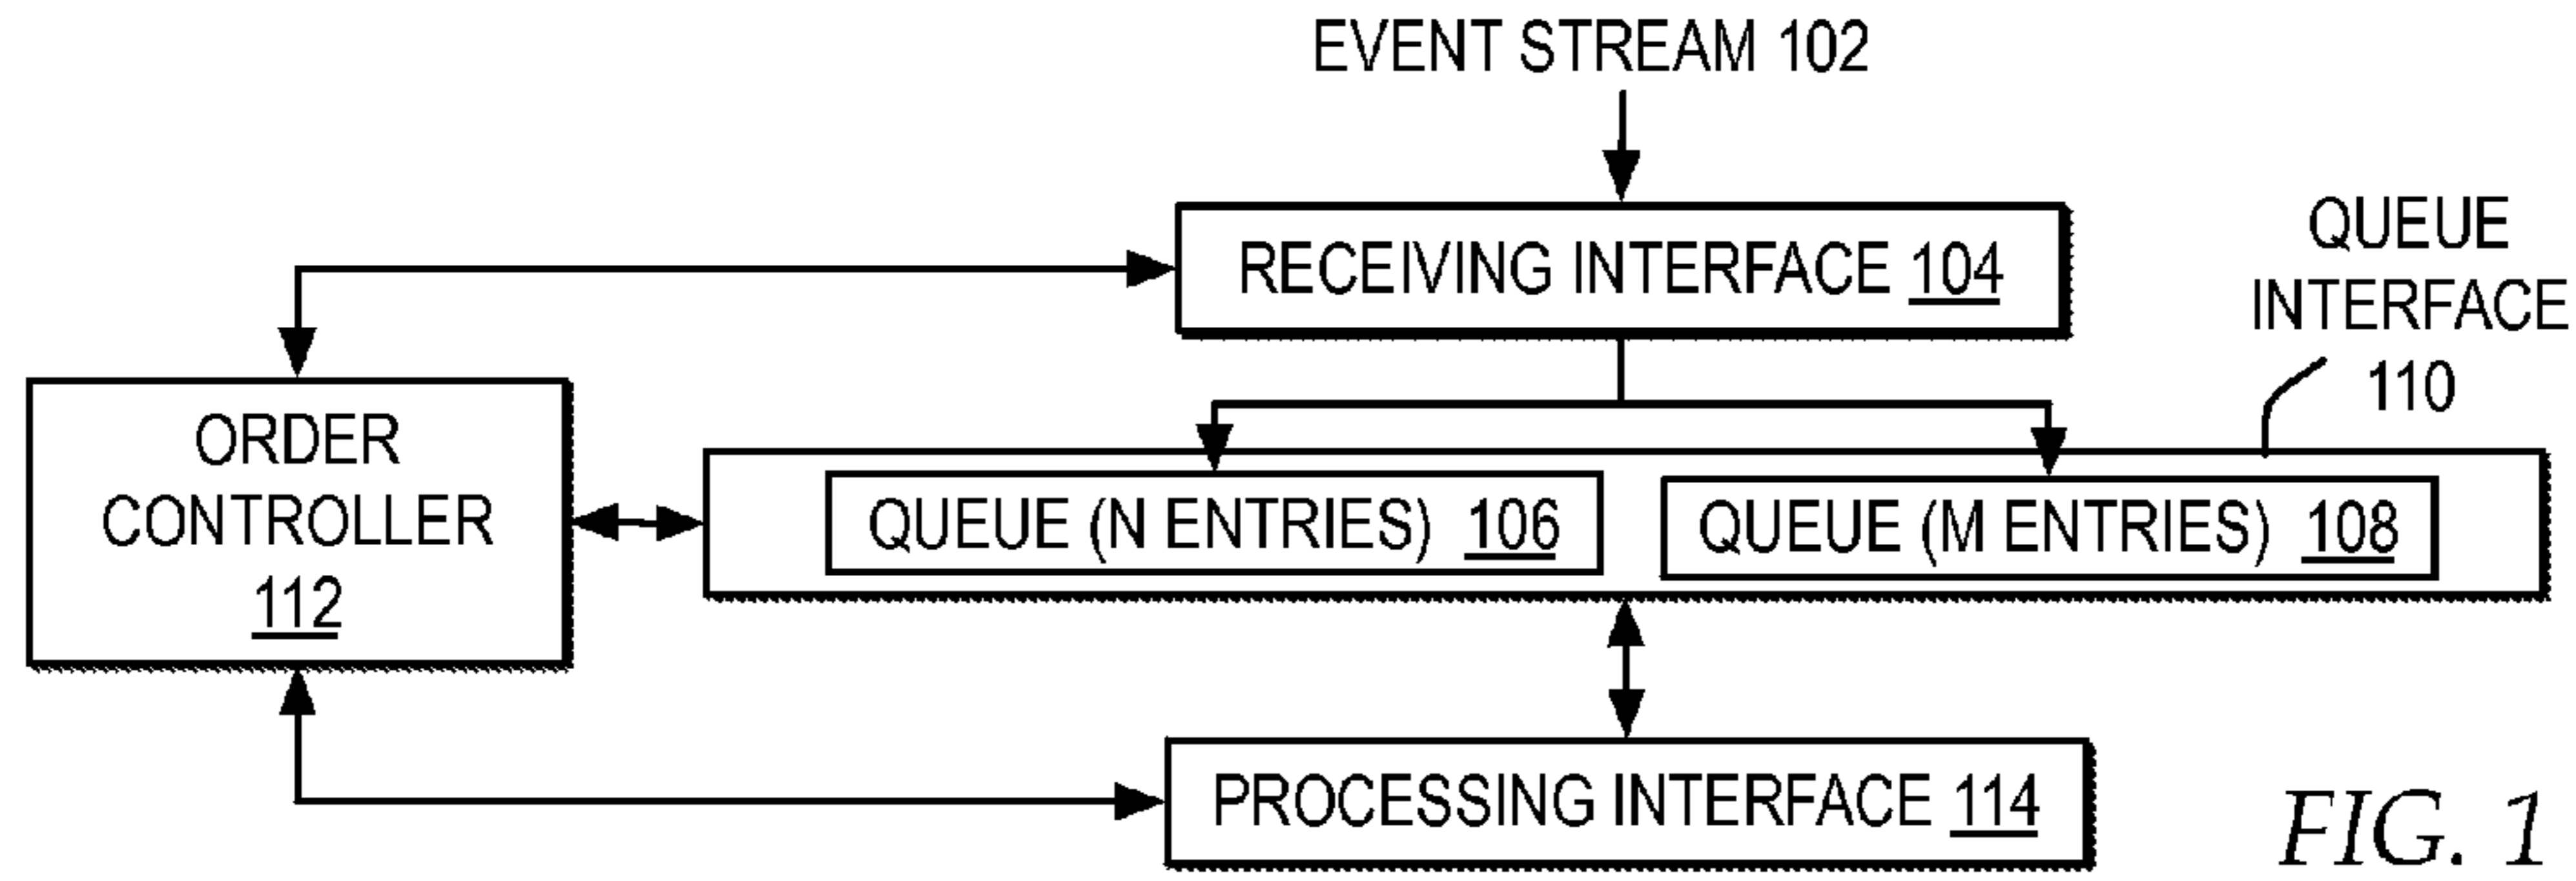 EVENT STREAM 102
RECEIVING INTERFACE 104
QUEUE
INTERFACE
110
ORDER
CONTROLLER
112
QUEUE (N ENTRIES) 106
QUEUE (M ENTRIES) 108
PROCESSING INTERFACE 114
FIG. 1